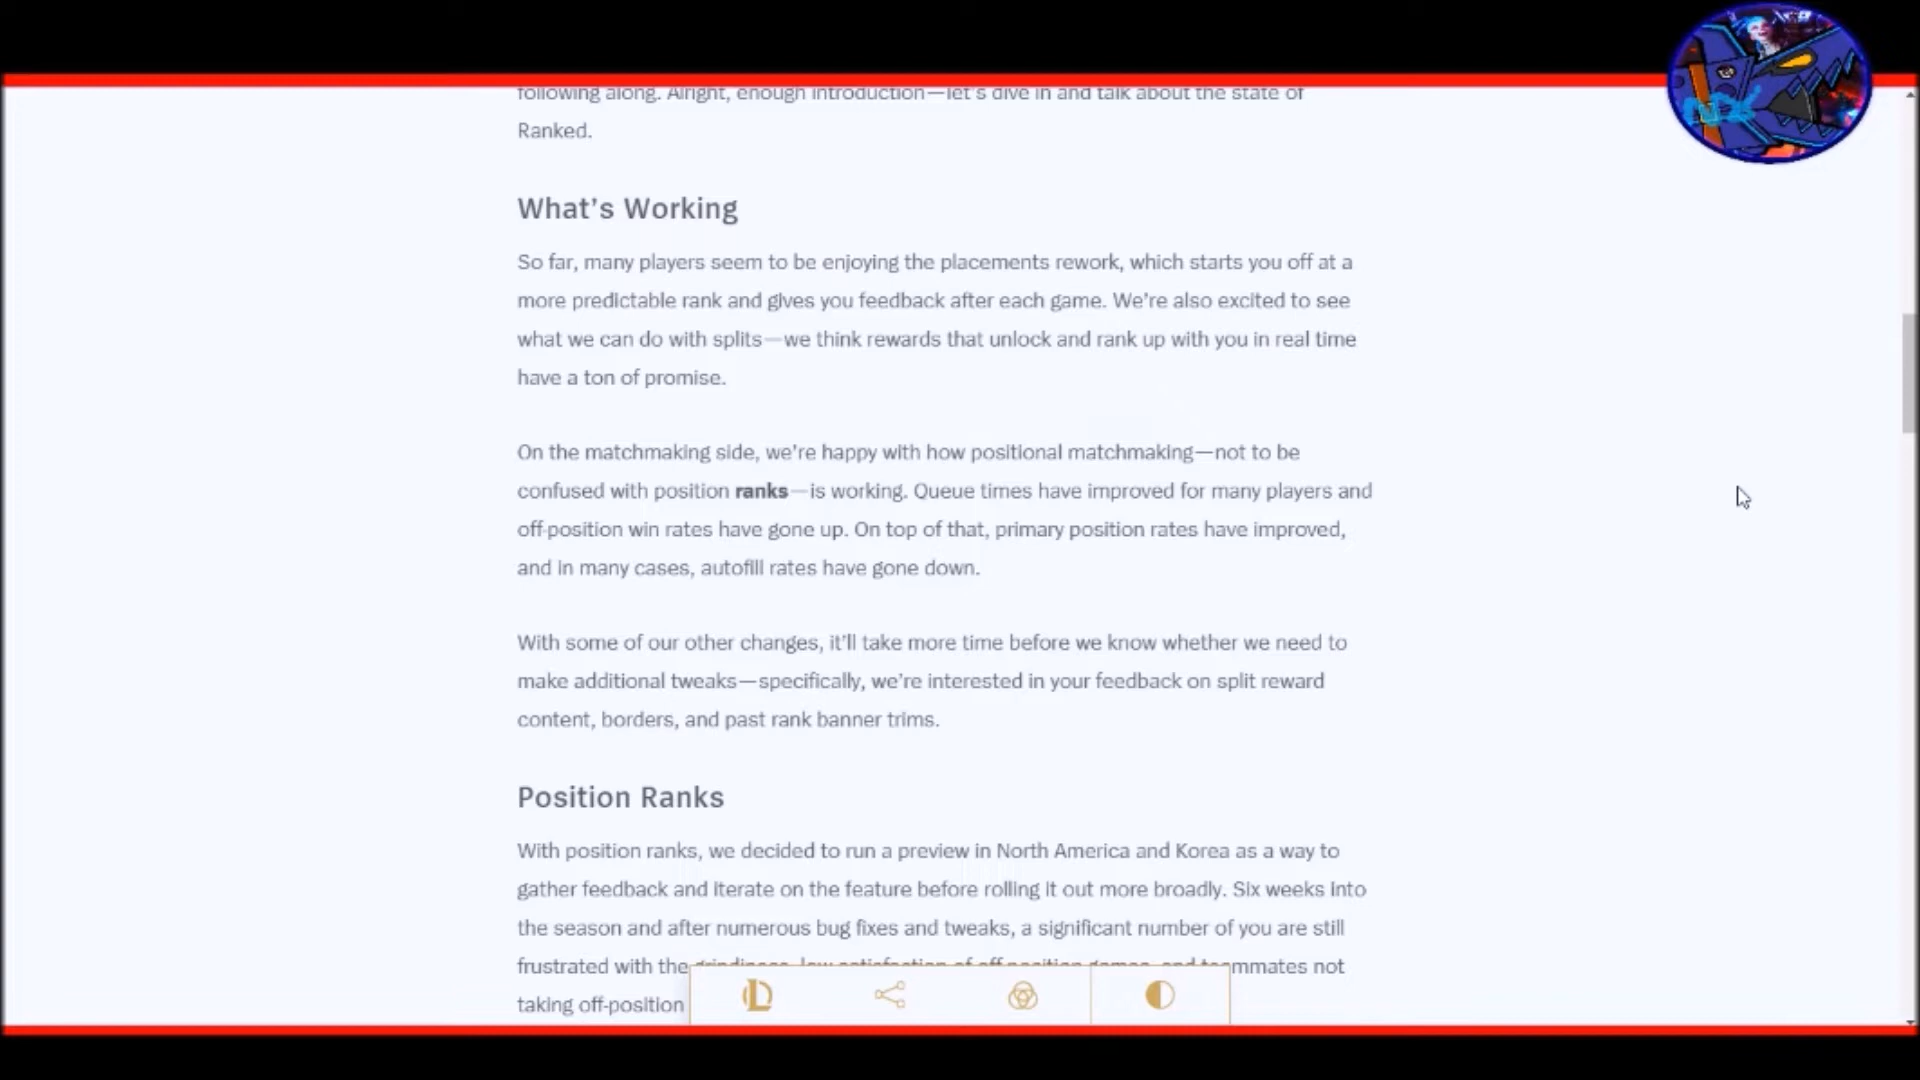 following along. Alright, enough introduction—let's dive in and talk about the state of
Ranked.
What's Working
So far, many players seem to be enjoying the placements rework, which starts you off at a
more predictable rank and gives you feedback after each game. We're also excited to see
what we can do with splits—we think rewards that unlock and rank up with you in real time
have a ton of promise.
On the matchmaking side, we're happy with how positional matchmaking—not to be
confused with position ranks—is working. Queue times have improved for many players and
off-position win rates have gone up. On top of that, primary position rates have improved,
and in many cases, autofill rates have gone down.
With some of our other changes, it'll take more time before we know whether we need to
make additional tweaks—specifically, we're interested in your feedback on split reward
content, borders, and past rank banner trims.
Position Ranks
With position ranks, we decided to run a preview in North America and Korea as a way to
gather feedback and iterate on the feature before rolling it out more broadly. Six weeks into
the season and after numerous bug fixes and tweaks, a significant number of you are still
frustrated with the grindiness, low satisfaction of off-position games, and teammates not
taking off-position